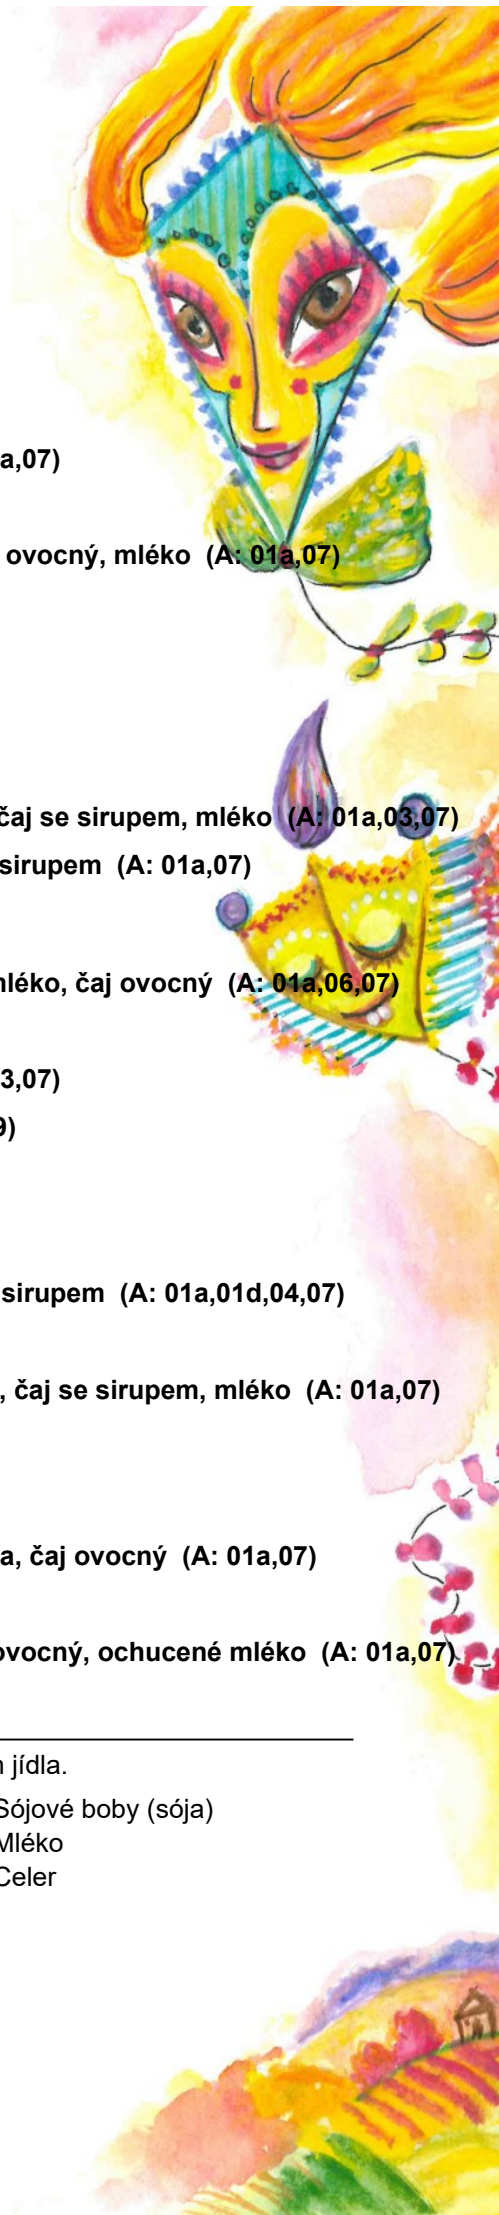 a,07)
ovocný, mléko (A: 01a,07)
čaj se sirupem, mléko (A: 01a,03,07)
sirupem (A: 01a,07)
mléko, čaj ovocný (A: 01a,06,07)
3,07)
9)
sirupem (A: 01a,01d,04,07)
, čaj se sirupem, mléko (A: 01a,07)
a, čaj ovocný (A: 01a,07)
ovocný, ochucené mléko (A: 01a,07)
jídla.
Sójové boby (sója)
Mléko
Celer